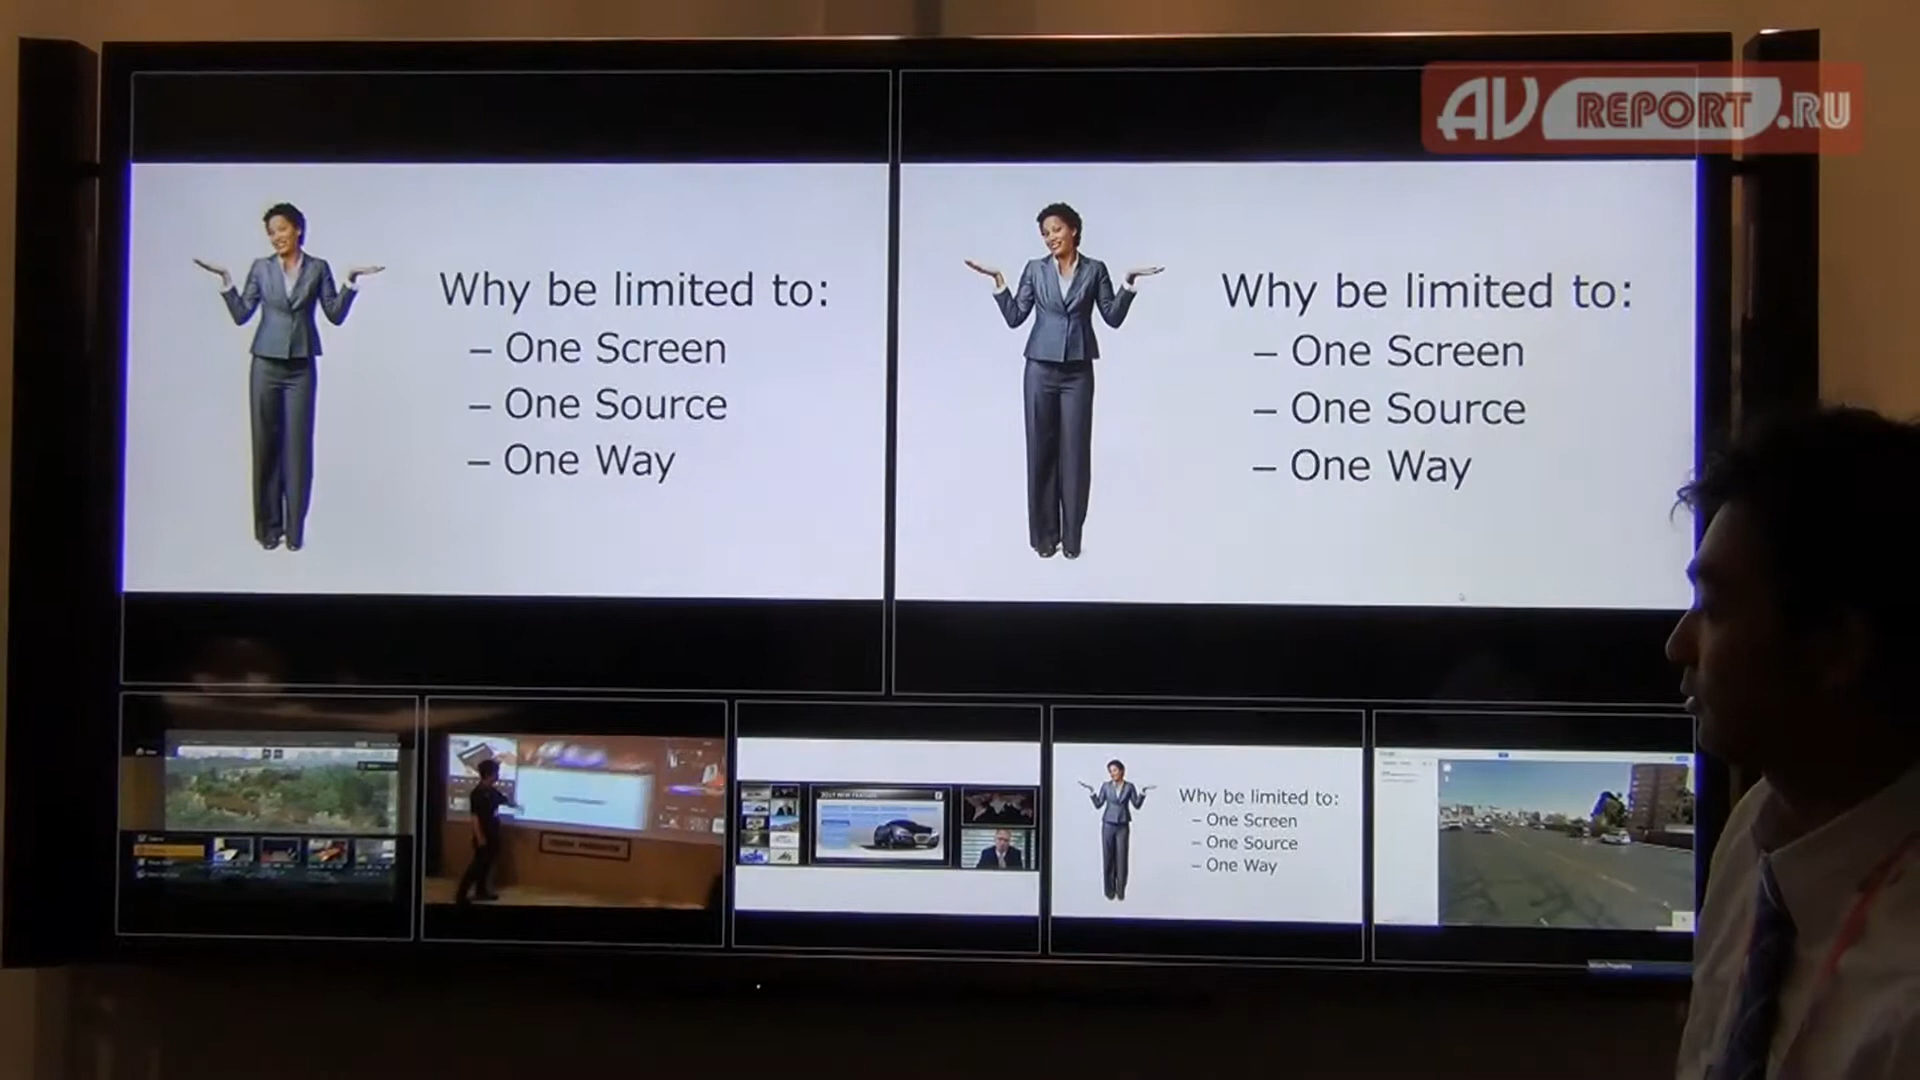 AV REPORT.RU
Why be limited to:
– One Screen
– One Source
– One Way
Why be limited to:
– One Screen
– One Source
– One Way
Why be limited to:
– One Screen
– One Source
– One Way